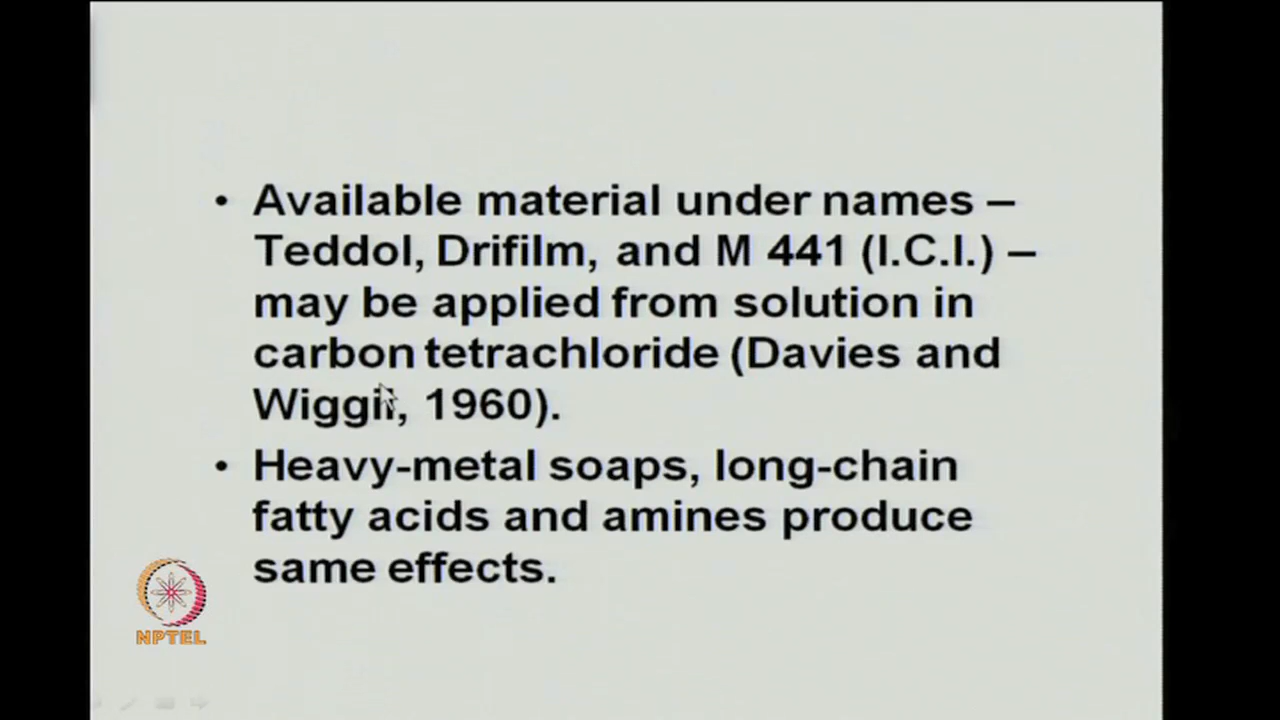 • Available material under names –
Teddol, Drifilm, and M 441 (I.C.I.) –
may be applied from solution in
carbon tetrachloride (Davies and
1960).
• Heavy-metal soaps, long-chain
fatty acids and amines produce
same effects.
NPTEL